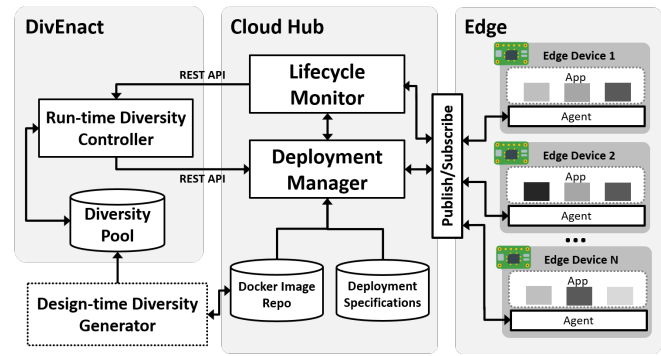 DivEnact
Cloud Hub
Edge
REST API
Lifecycle
Monitor
Run-time Diversity
Controller
REST API
Deployment
Manager
Diversity
Pool
Design-time Diversity
Generator
Docker Image
Repo
Deployment
Specifications
Publish/Subscribe
Edge Device 1
App
Agent
Edge Device 2
App
Agent
...
Edge Device N
App
Agent